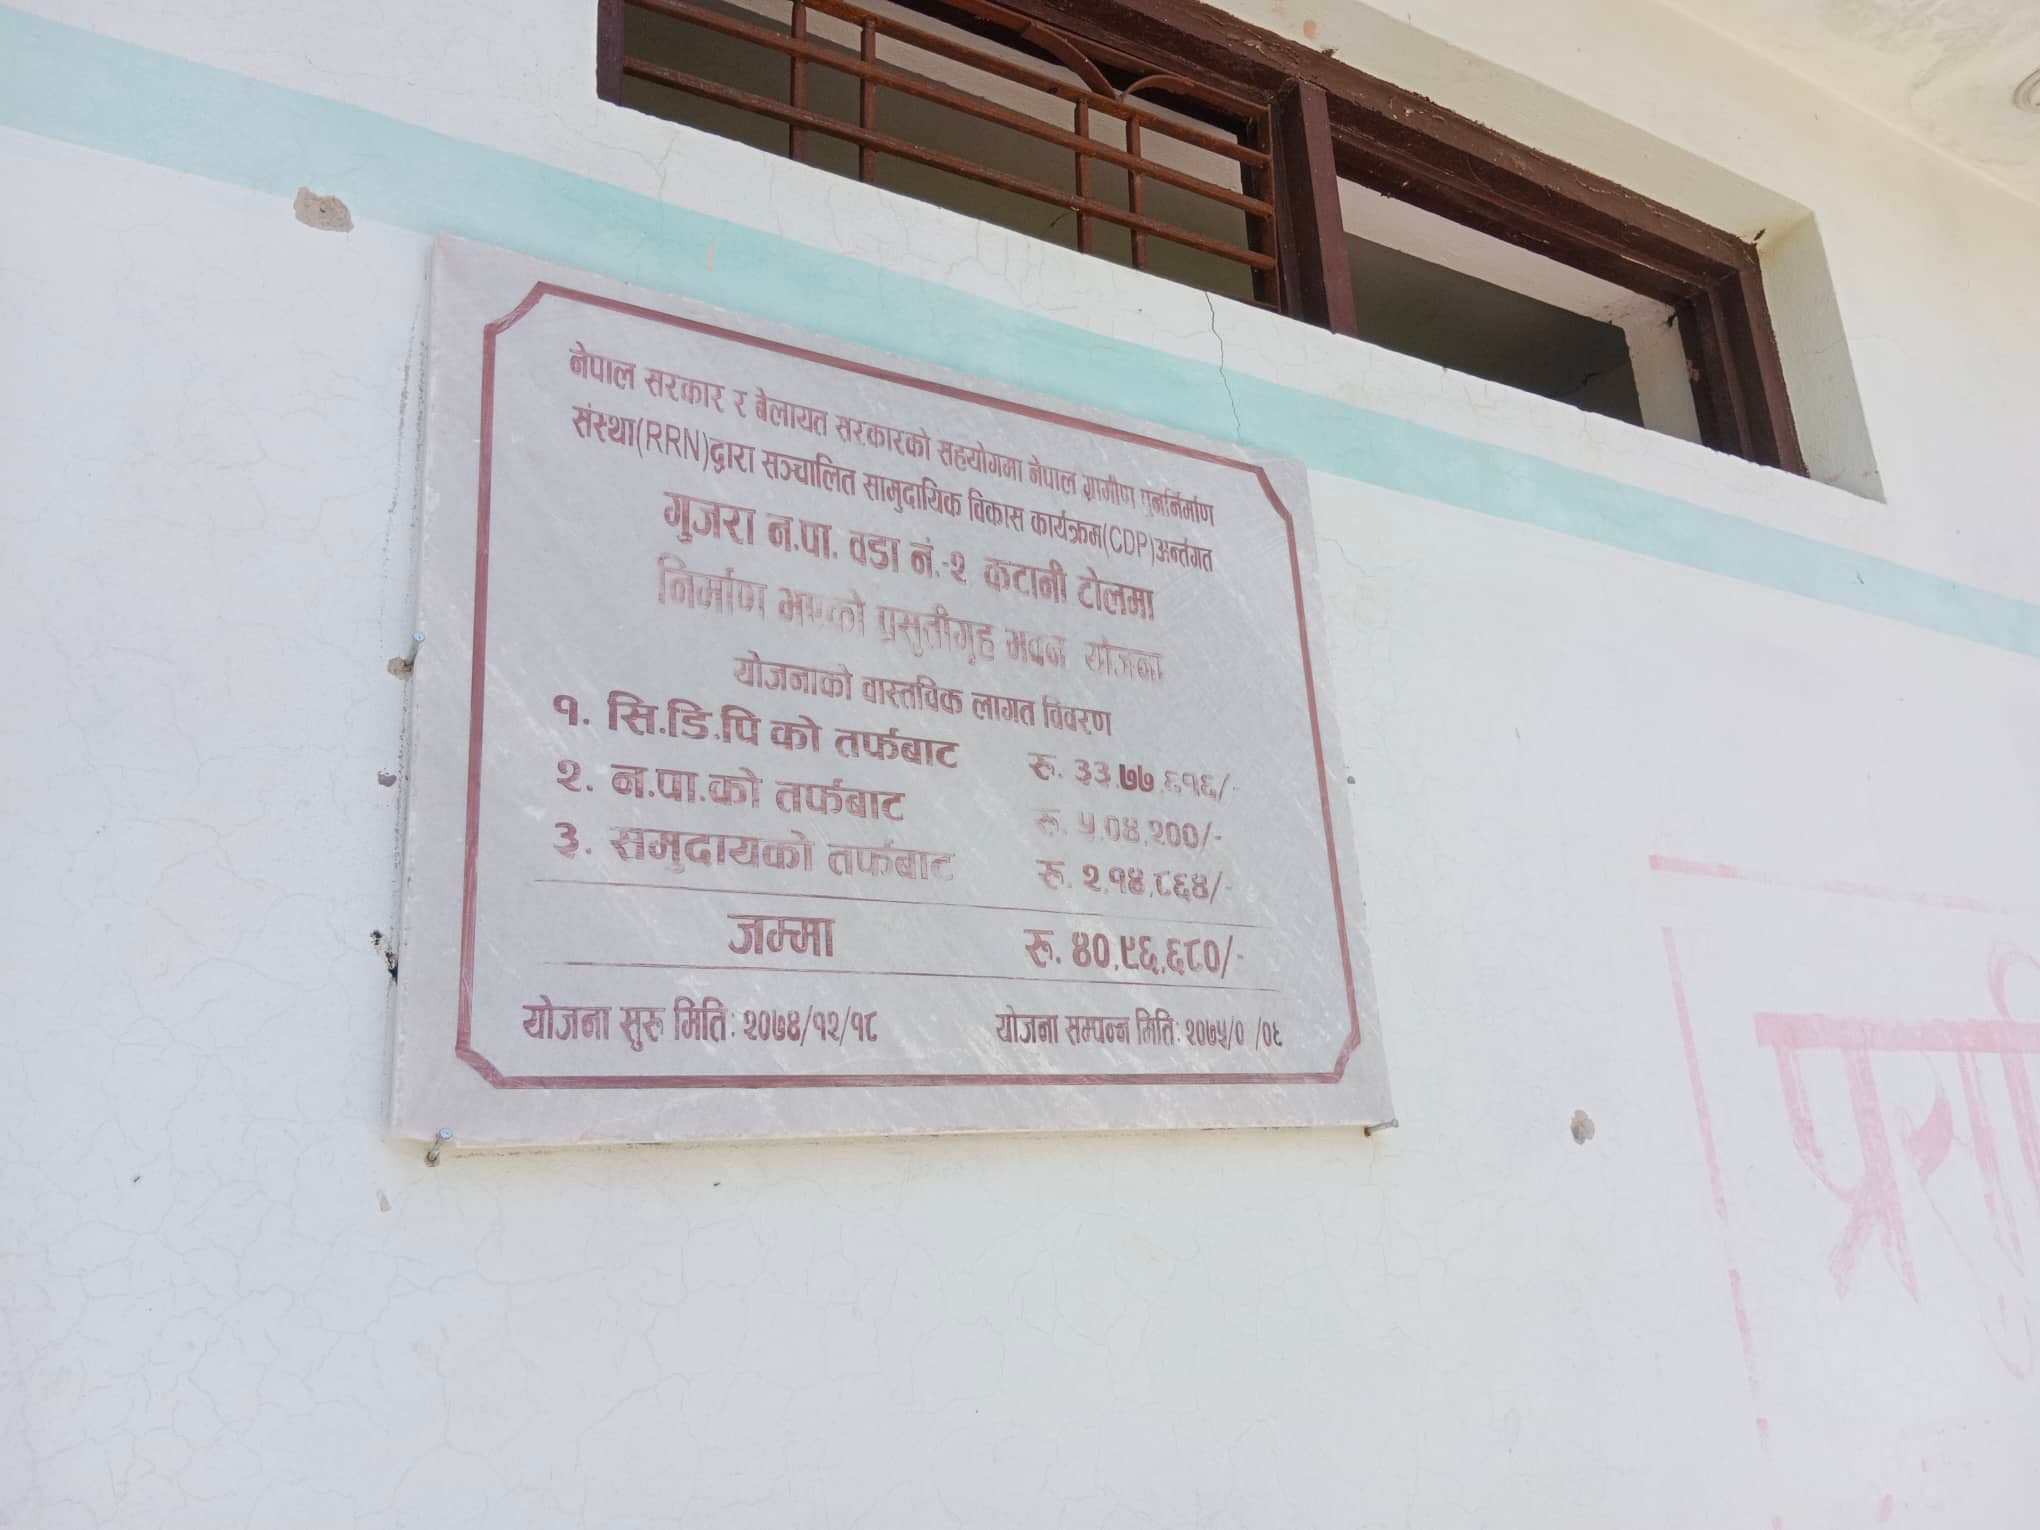 नेपाल सरकार र बेलायत सरकारको सहयोगमा नेपाल ग्रामीण पुनर्निर्माण
संस्था(RRN)द्वारा सञ्चालित सामुदायिक विकास कार्यक्रम(CDP)अन्तंगत
गुजरा न.पा. वडा नं.-२ कटानी टोलमा
निर्माण भएको प्रसुतीगृह भवन योजना
योजनाको वास्तविक लागत विवरण
१. सि.डि.पि को तर्फबाट रू. ३३,७७,६१६/-
२. न.पा.को तर्फबाट रू. ५,०४,२००/-
३. समुदायको तर्फबाट रू. २,१४,८६४/-
जम्मा रू. ४०,९६,६८०/-
योजना सुरू मिति: २०७४/१२/१८ योजना सम्पन्न मिति: २०७५/० /०६